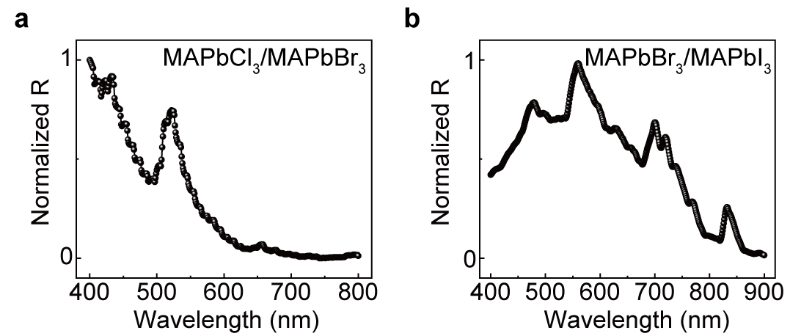 a
MAPbCl₃/MAPbBr₃
Normalized R
1
0
400 500 600 700 800
Wavelength (nm)
b
MAPbBr₃/MAPbI₃
Normalized R
1
0
400 500 600 700 800 900
Wavelength (nm)